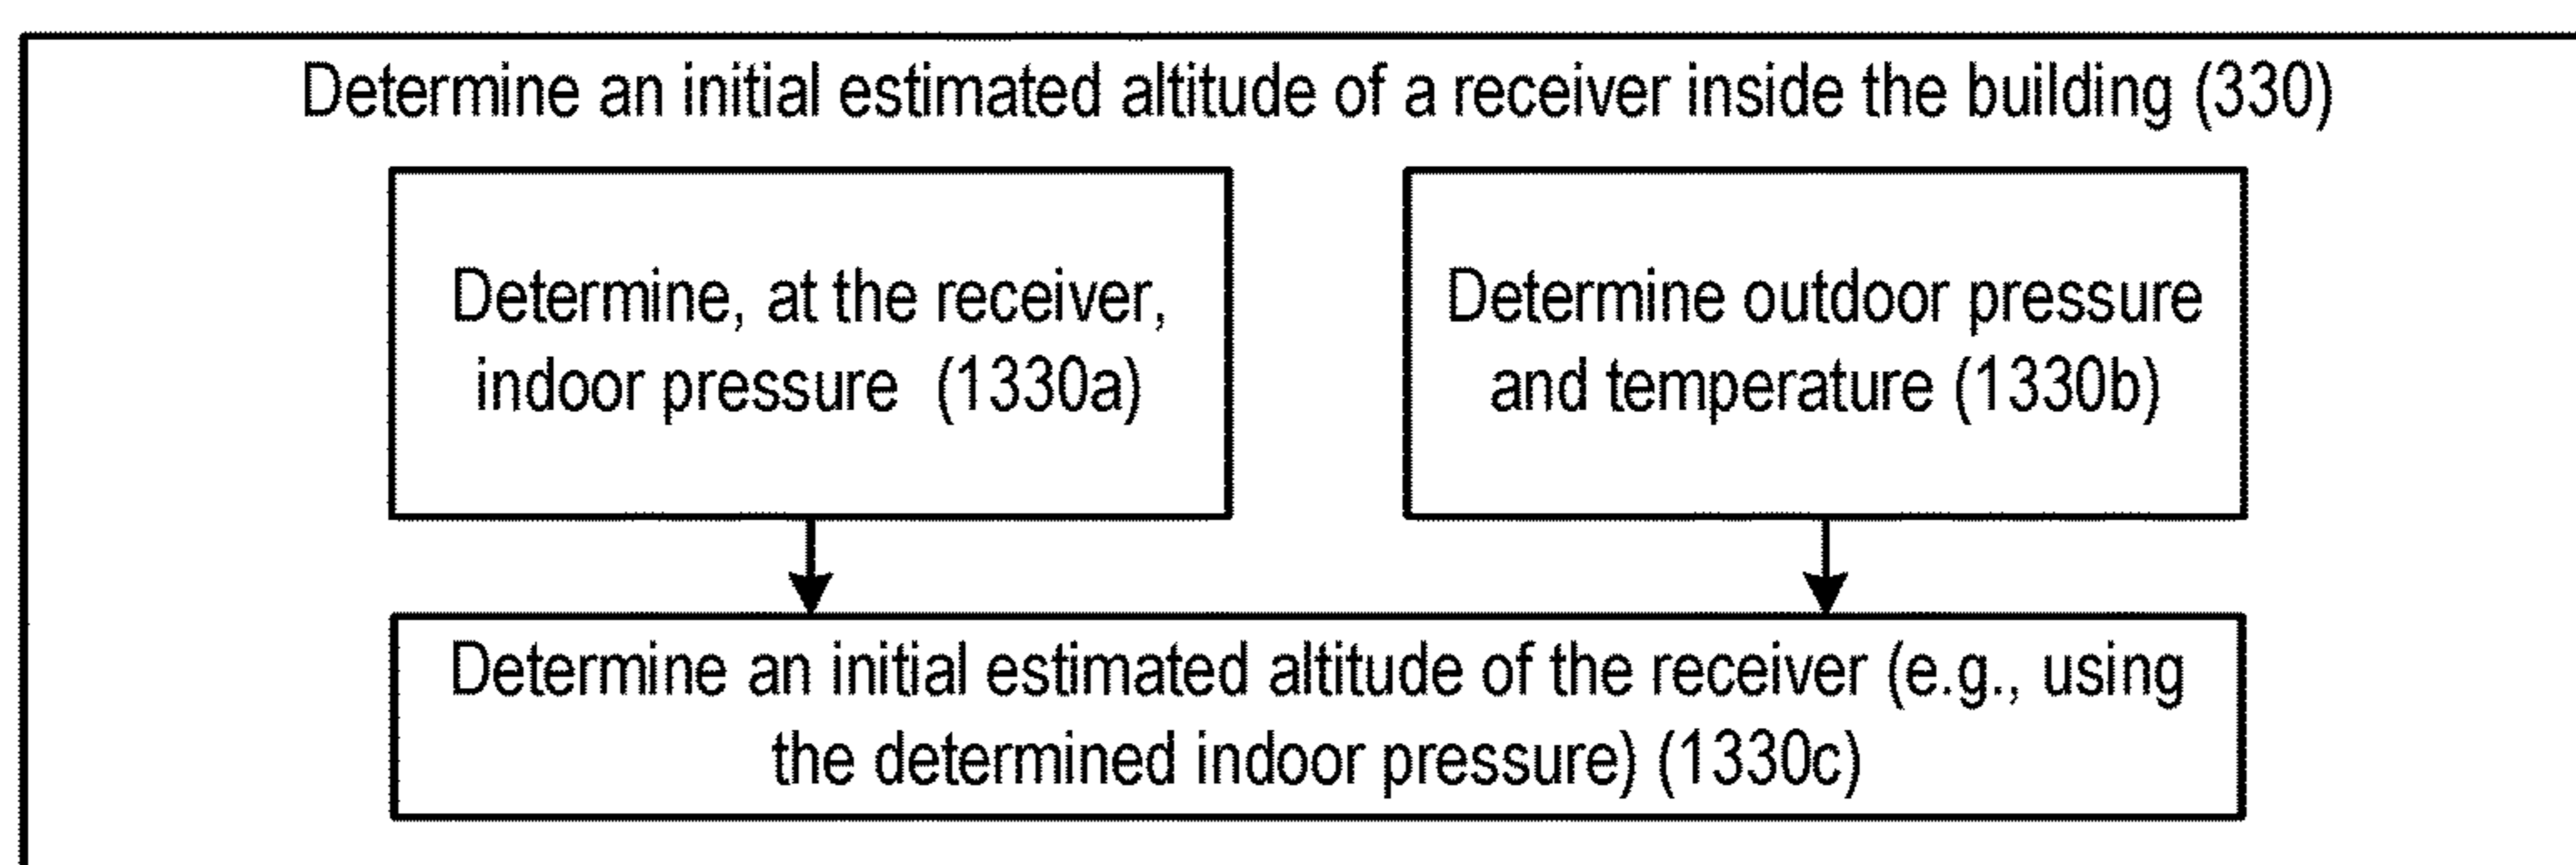 Determine an initial estimated altitude of a receiver inside the building (330)
Determine, at the receiver,
indoor pressure (1330a)
Determine outdoor pressure
and temperature (1330b)
Determine an initial estimated altitude of the receiver (e.g., using
the determined indoor pressure) (1330c)